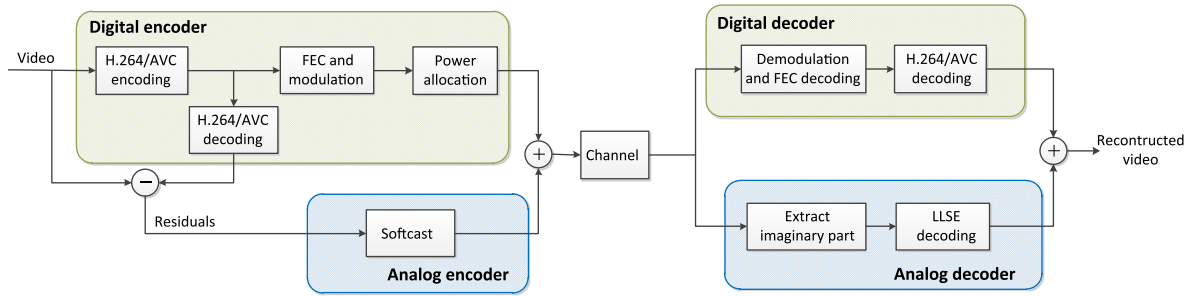 Digital encoder
Video
H.264/AVC
encoding
FEC and
modulation
Power
allocation
H.264/AVC
decoding
−
Residuals
Softcast
Analog encoder
+
Channel
Digital decoder
Demodulation
and FEC decoding
H.264/AVC
decoding
+
Recontructed
video
Extract
imaginary part
LLSE
decoding
Analog decoder